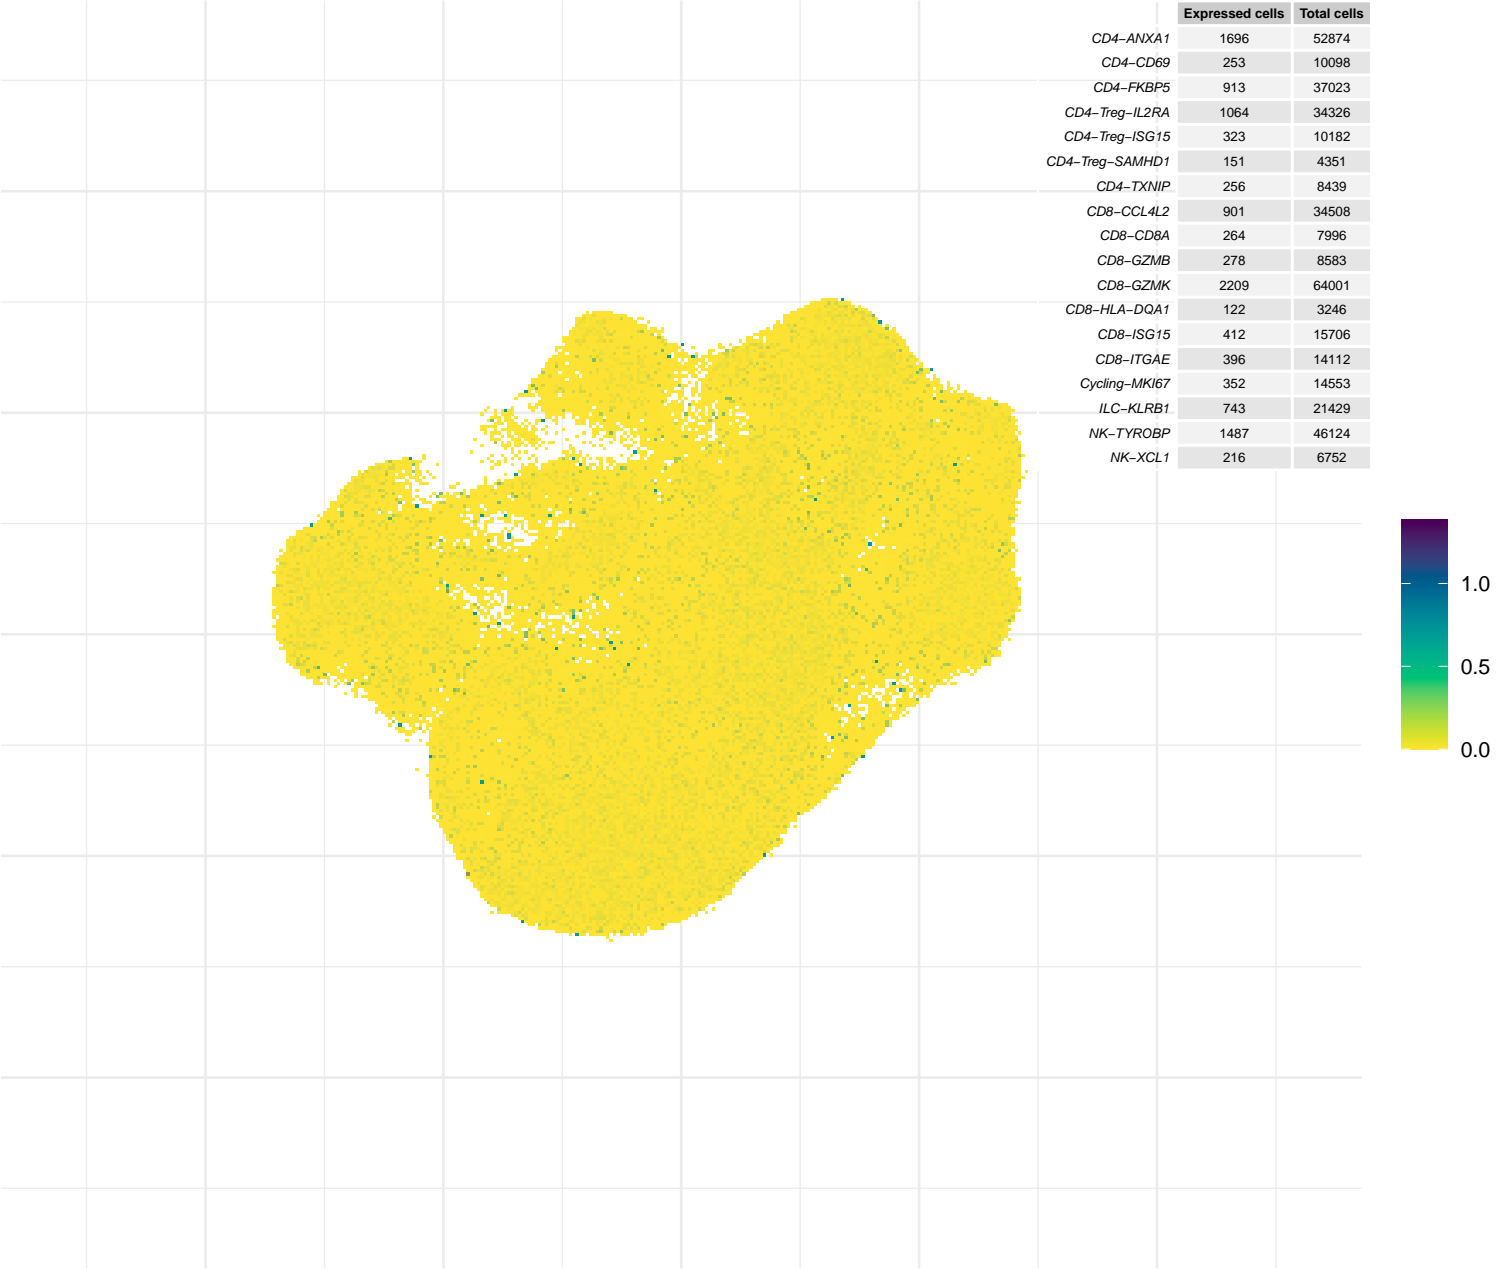 Expressed cells Total cells
CD4−ANXA1 1696 52874
CD4−CD69 253 10098
CD4−FKBP5 913 37023
CD4−Treg−IL2RA 1064 34326
CD4−Treg−ISG15 323 10182
CD4−Treg−SAMHD1 151 4351
CD4−TXNIP 256 8439
CD8−CCL4L2 901 34508
CD8−CD8A 264 7996
CD8−GZMB 278 8583
CD8−GZMK 2209 64001
CD8−HLA−DQA1 122 3246
CD8−ISG15 412 15706
CD8−ITGAE 396 14112
Cycling−MKI67 352 14553
ILC−KLRB1 743 21429
NK−TYROBP 1487 46124
NK−XCL1 216 6752
1.0
0.5
0.0